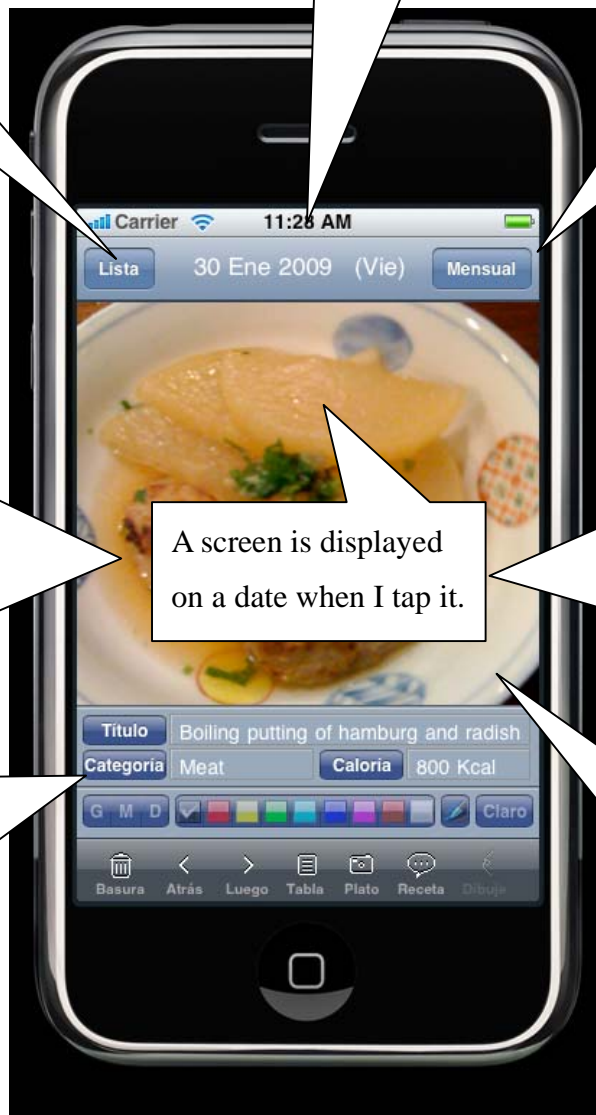 Carrier 11:28 AM
Lista 30 Ene 2009 (Vie) Mensual
A screen is displayed
on a date when I tap it.
Título Boiling putting of hamburg and radish
Categoría Meat Caloría 800 Kcal
G M D Claro
Basura Atrás Luego Tabla Plato Receta Dibuje